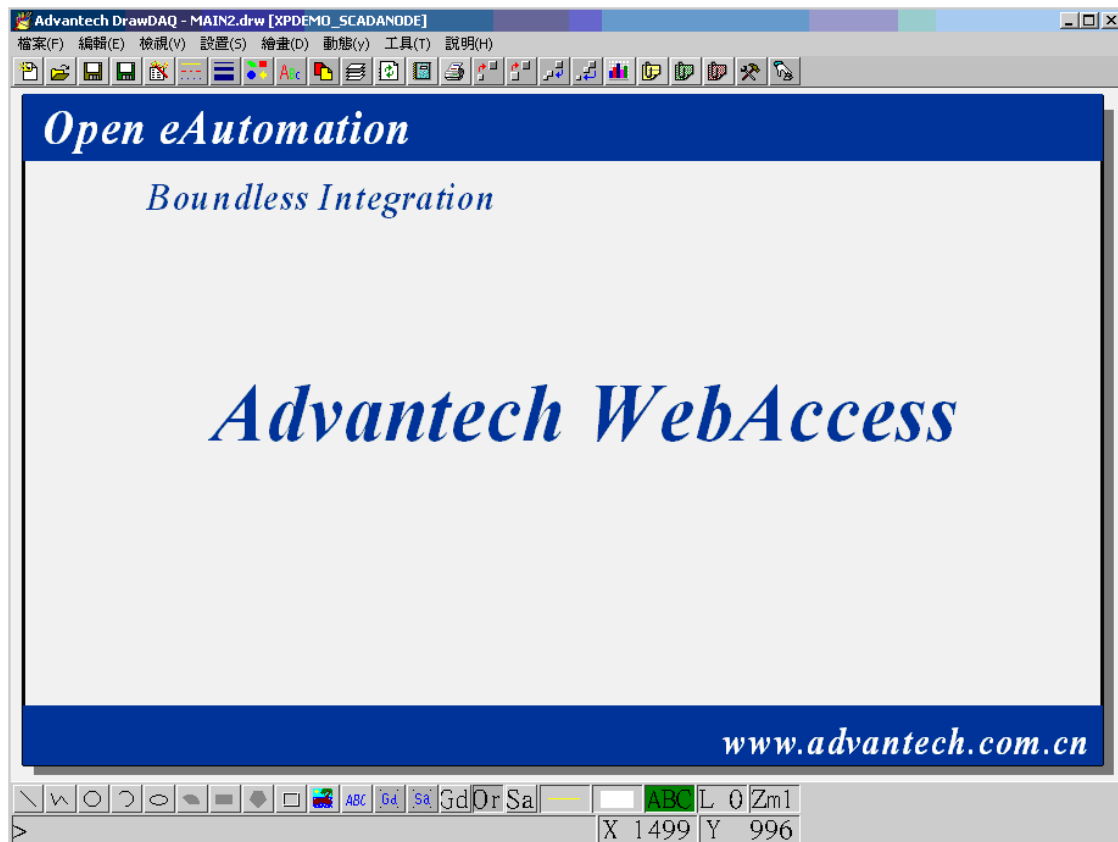 Advantech DrawDAQ - MAIN2.drw [XPDEMO_SCADANODE]
檔案(F) 編輯(E) 檢視(V) 設置(S) 繪畫(D) 動態(y) 工具(T) 說明(H)
Open eAutomation
Boundless Integration
Advantech WebAccess
www.advantech.com.cn
ABC Gd Sa Gd Or Sa ABC L 0 Zm1
> X 1499 Y 996